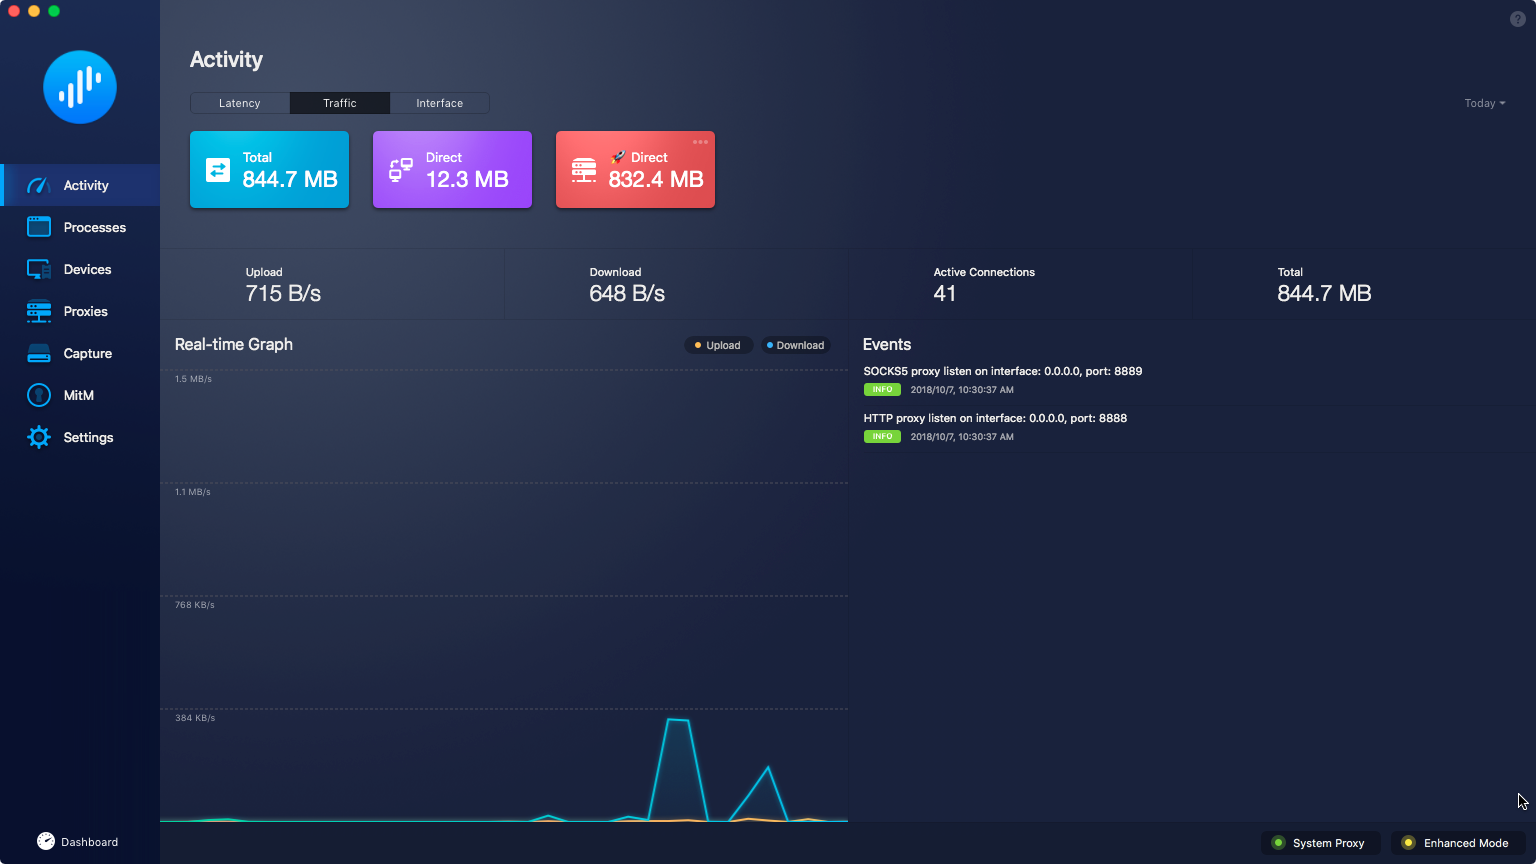 ?
Activity
Latency
Traffic
Interface
Today
Total
844.7 MB
Direct
12.3 MB
🚀 Direct
832.4 MB
Activity
Processes
Devices
Proxies
Capture
MitM
Settings
Dashboard
Upload
715 B/s
Download
648 B/s
Active Connections
41
Total
844.7 MB
Real-time Graph
Upload
Download
1.5 MB/s
1.1 MB/s
768 KB/s
384 KB/s
Events
SOCKS5 proxy listen on interface: 0.0.0.0, port: 8889
INFO 2018/10/7, 10:30:37 AM
HTTP proxy listen on interface: 0.0.0.0, port: 8888
INFO 2018/10/7, 10:30:37 AM
System Proxy
Enhanced Mode